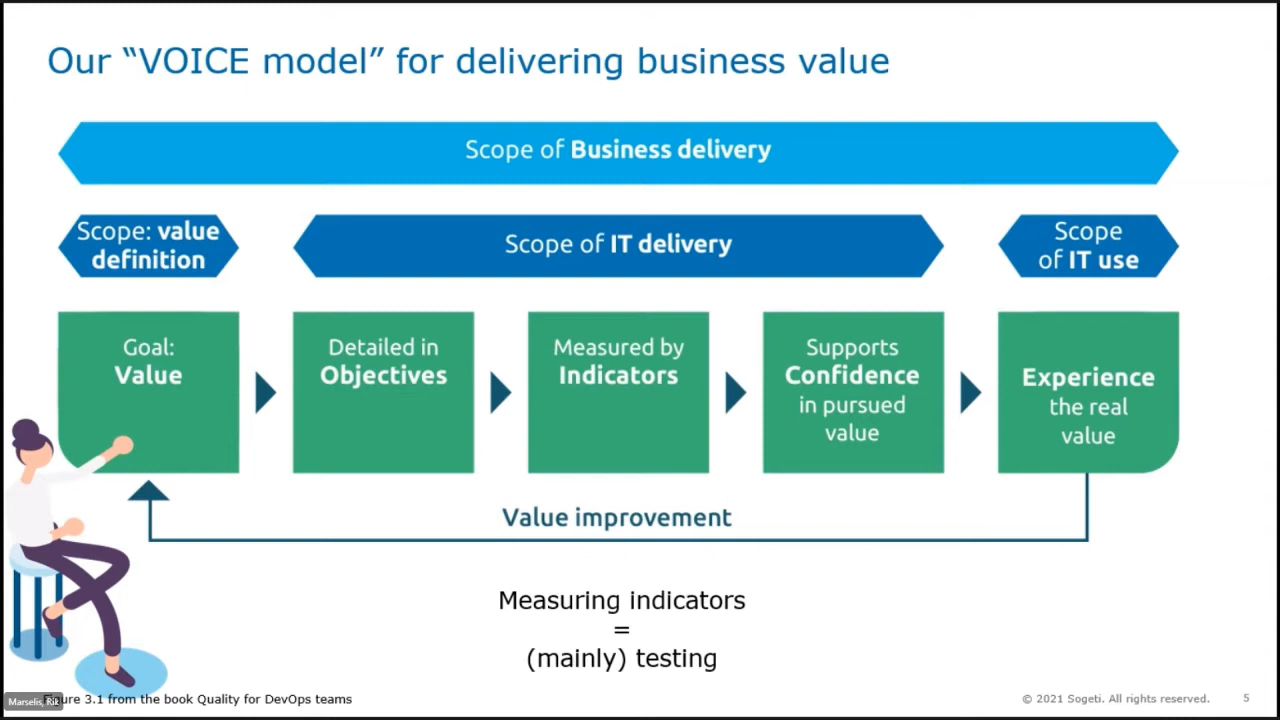 Our “VOICE model” for delivering business value
Scope of Business delivery
Scope: value
definition
Scope of IT delivery
Scope
of IT use
Goal:
Value
Detailed in
Objectives
Measured by
Indicators
Supports
Confidence
in pursued
value
Experience
the real
value
Value improvement
Measuring indicators
=
(mainly) testing
Marselis, Rik
Figure 3.1 from the book Quality for DevOps teams
© 2021 Sogeti. All rights reserved.
5